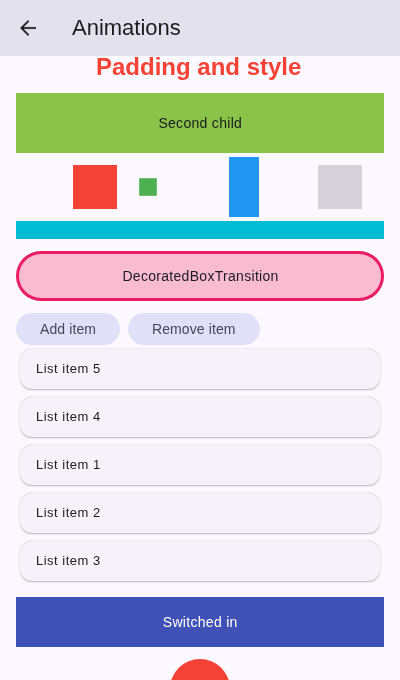 Animations
Padding and style
Second child
DecoratedBoxTransition
Add item
Remove item
List item 5
List item 4
List item 1
List item 2
List item 3
Switched in